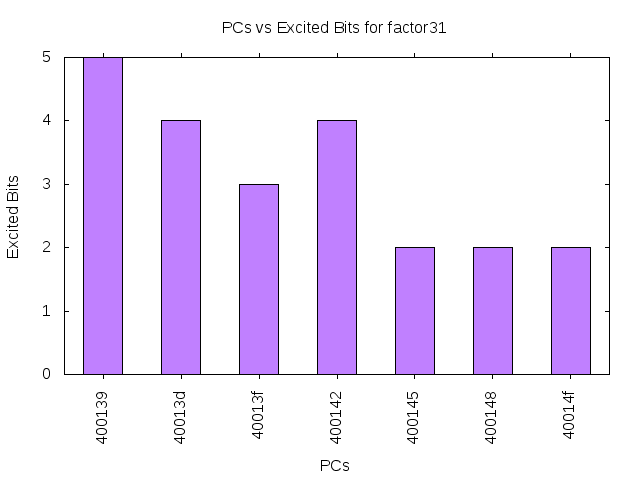 PCs vs Excited Bits for factor31
Excited Bits
5
4
3
2
1
0
400139
40013d
40013f
400142
400145
400148
40014f
PCs